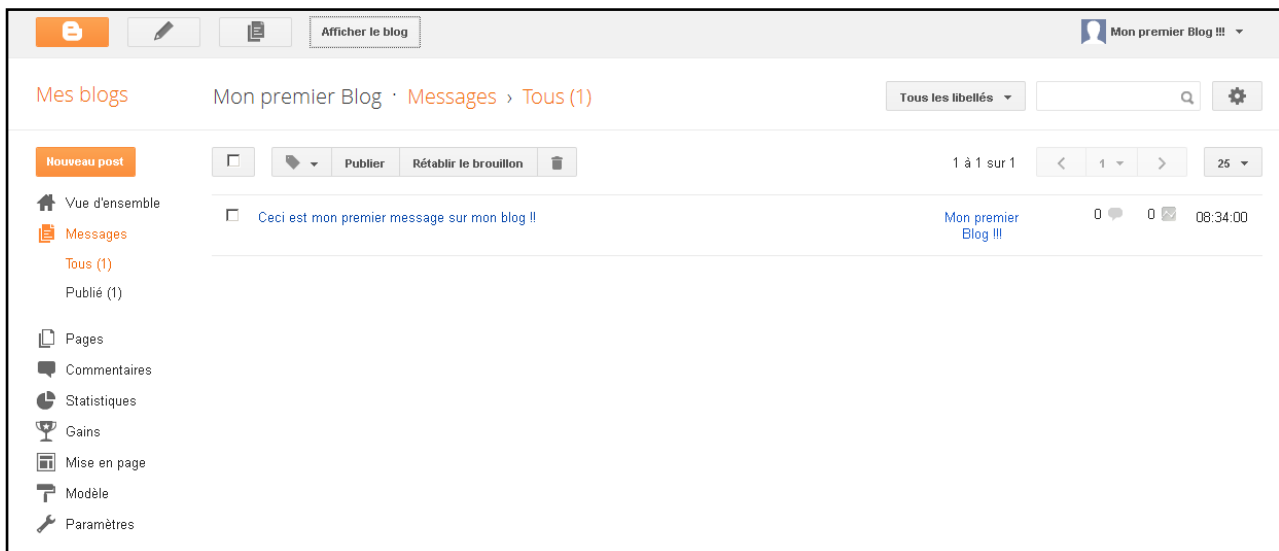 Afficher le blog
Mon premier Blog !!!
Mes blogs
Mon premier Blog · Messages › Tous (1)
Tous les libellés
Nouveau post
Publier
Rétablir le brouillon
1 à 1 sur 1
1
25
Vue d'ensemble
Messages
Tous (1)
Publié (1)
Pages
Commentaires
Statistiques
Gains
Mise en page
Modèle
Paramètres
Ceci est mon premier message sur mon blog !!
Mon premier
Blog !!!
0
0
08:34:00